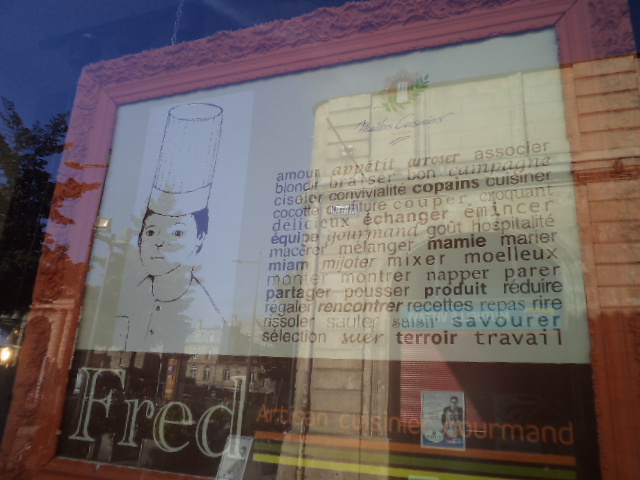 amour appétit arroser associer
blondir braiser bon campagne
ciseler convivialité copains cuisiner
cocotte confiture couper croquant
délicieux échanger émincer
équipe gourmand goût hospitalité
macérer mélanger mamie marier
miam mijoter mixer moelleux
monter montrer napper parer
partager pousser produit réduire
régaler rencontrer recettes repas rire
rissoler sauter saisir savourer
sélection suer terroir travail
Fred
Artisan cuisinier gourmand